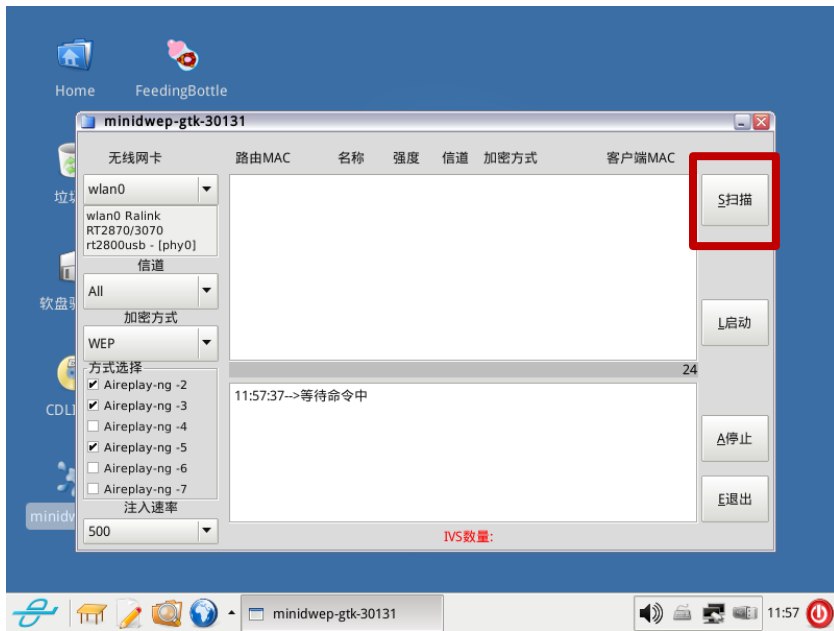 Home
FeedingBottle
minidwep-gtk-30131
无线网卡
路由MAC 名称 强度 信道 加密方式 客户端MAC
wlan0
wlan0 Ralink
RT2870/3070
rt2800usb - [phy0]
信道
All
加密方式
WEP
方式选择
Aireplay-ng -2
Aireplay-ng -3
Aireplay-ng -4
Aireplay-ng -5
Aireplay-ng -6
Aireplay-ng -7
注入速率
500
24
11:57:37-->等待命令中
IVS数量:
S扫描
L启动
A停止
E退出
软盘
CDLI
minidw
minidwep-gtk-30131
11:57